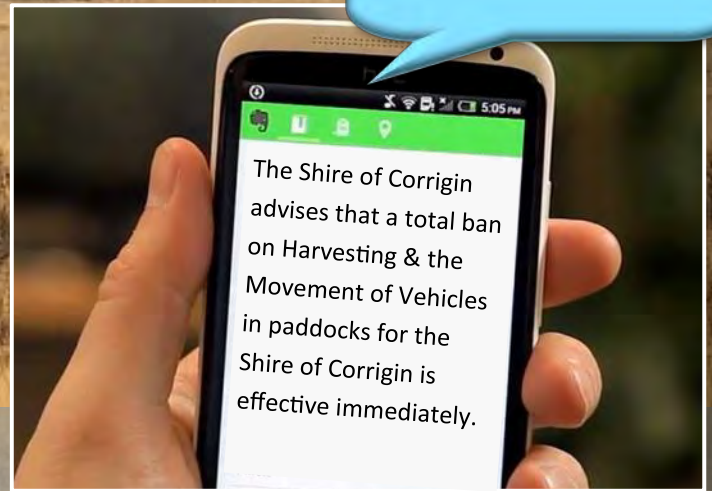 5:05 PM
The Shire of Corrigin
advises that a total ban
on Harvesting & the
Movement of Vehicles
in paddocks for the
Shire of Corrigin is
effective immediately.